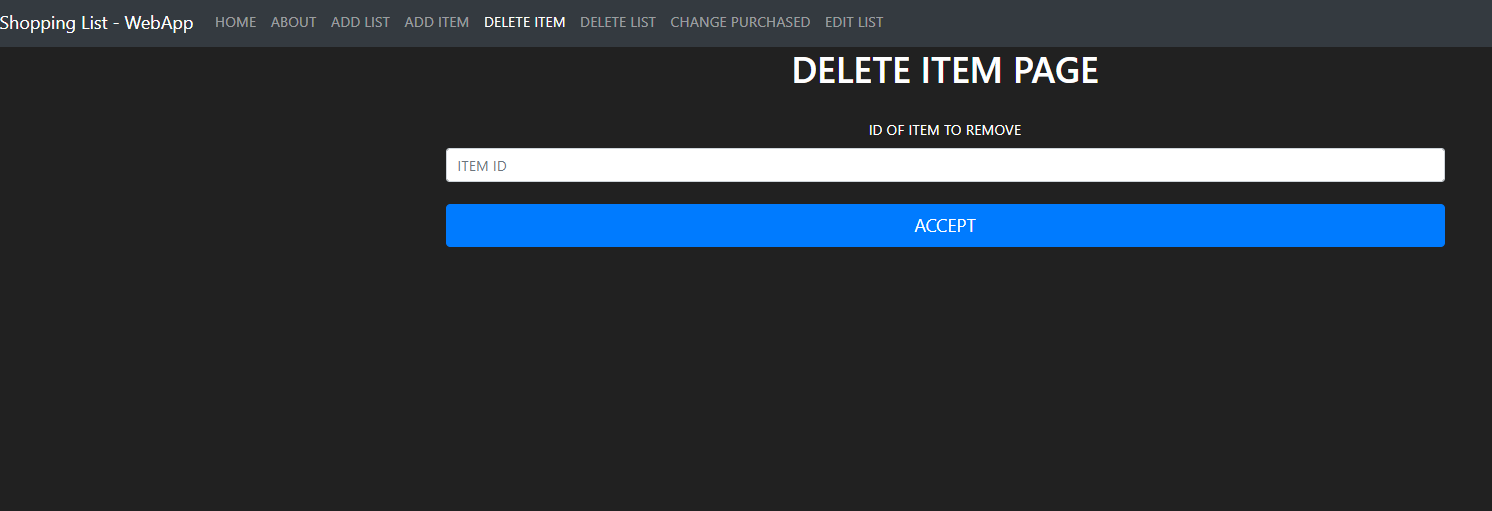 Shopping List - WebApp HOME ABOUT ADD LIST ADD ITEM DELETE ITEM DELETE LIST CHANGE PURCHASED EDIT LIST
DELETE ITEM PAGE
ID OF ITEM TO REMOVE
ITEM ID
ACCEPT